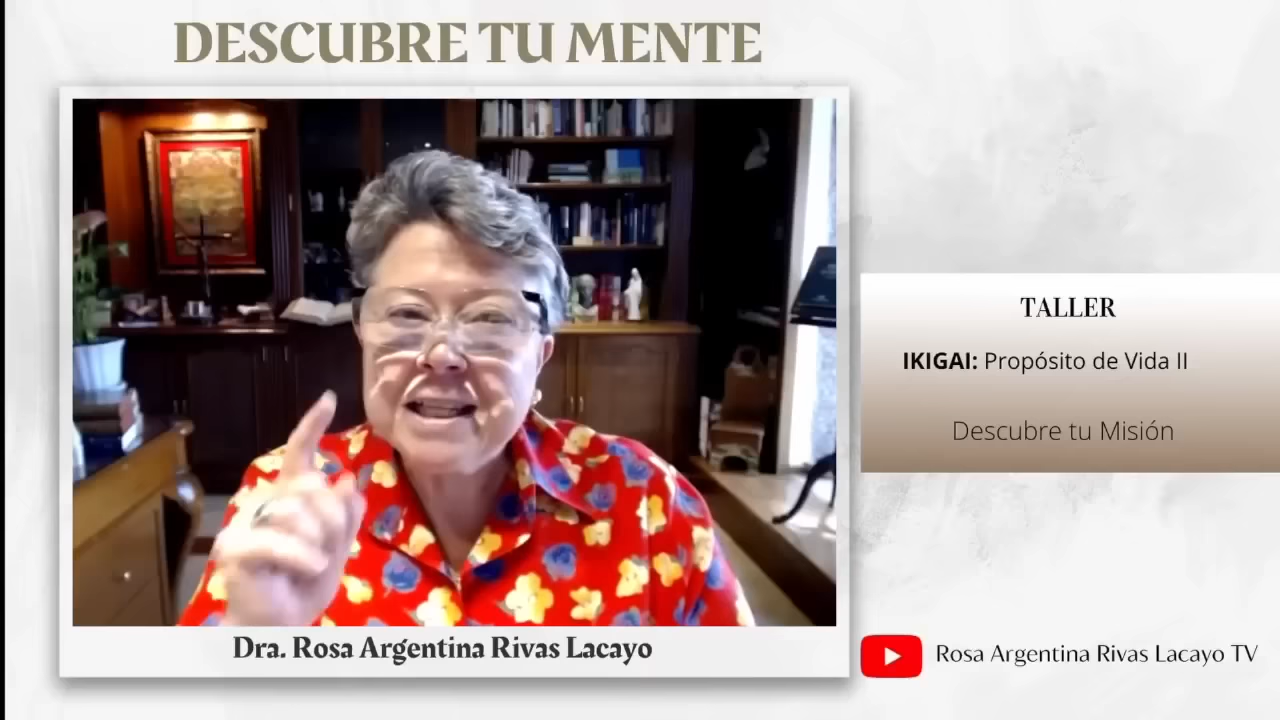 DESCUBRE TU MENTE
Dra. Rosa Argentina Rivas Lacayo
TALLER
IKIGAI: Propósito de Vida II
Descubre tu Misión
Rosa Argentina Rivas Lacayo TV